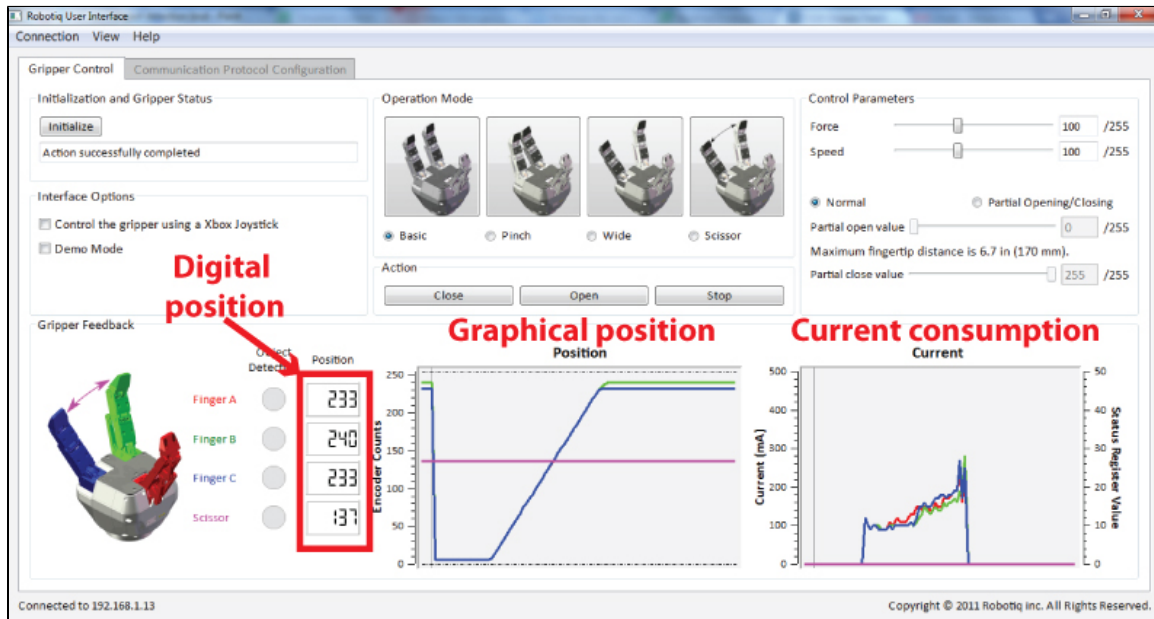 Robotiq User Interface
Connection View Help
Gripper Control Communication Protocol Configuration
Initialization and Gripper Status
Initialize
Action successfully completed
Interface Options
Control the gripper using a Xbox Joystick
Demo Mode
Operation Mode
Basic Pinch Wide Scissor
Action
Close Open Stop
Control Parameters
Force 100 /255
Speed 100 /255
Normal Partial Opening/Closing
Partial open value 0 /255
Maximum fingertip distance is 6.7 in (170 mm).
Partial close value 255 /255
Digital
position
Gripper Feedback
Object
Detected
Position
Finger A 233
Finger B 240
Finger C 233
Scissor 137
Graphical position
Position
Encoder Counts
250
200
150
100
50
0
Current consumption
Current
Current (mA)
500
400
300
200
100
0
50
40
30
20
10
0
Status Register Value
Connected to 192.168.1.13
Copyright © 2011 Robotiq inc. All Rights Reserved.